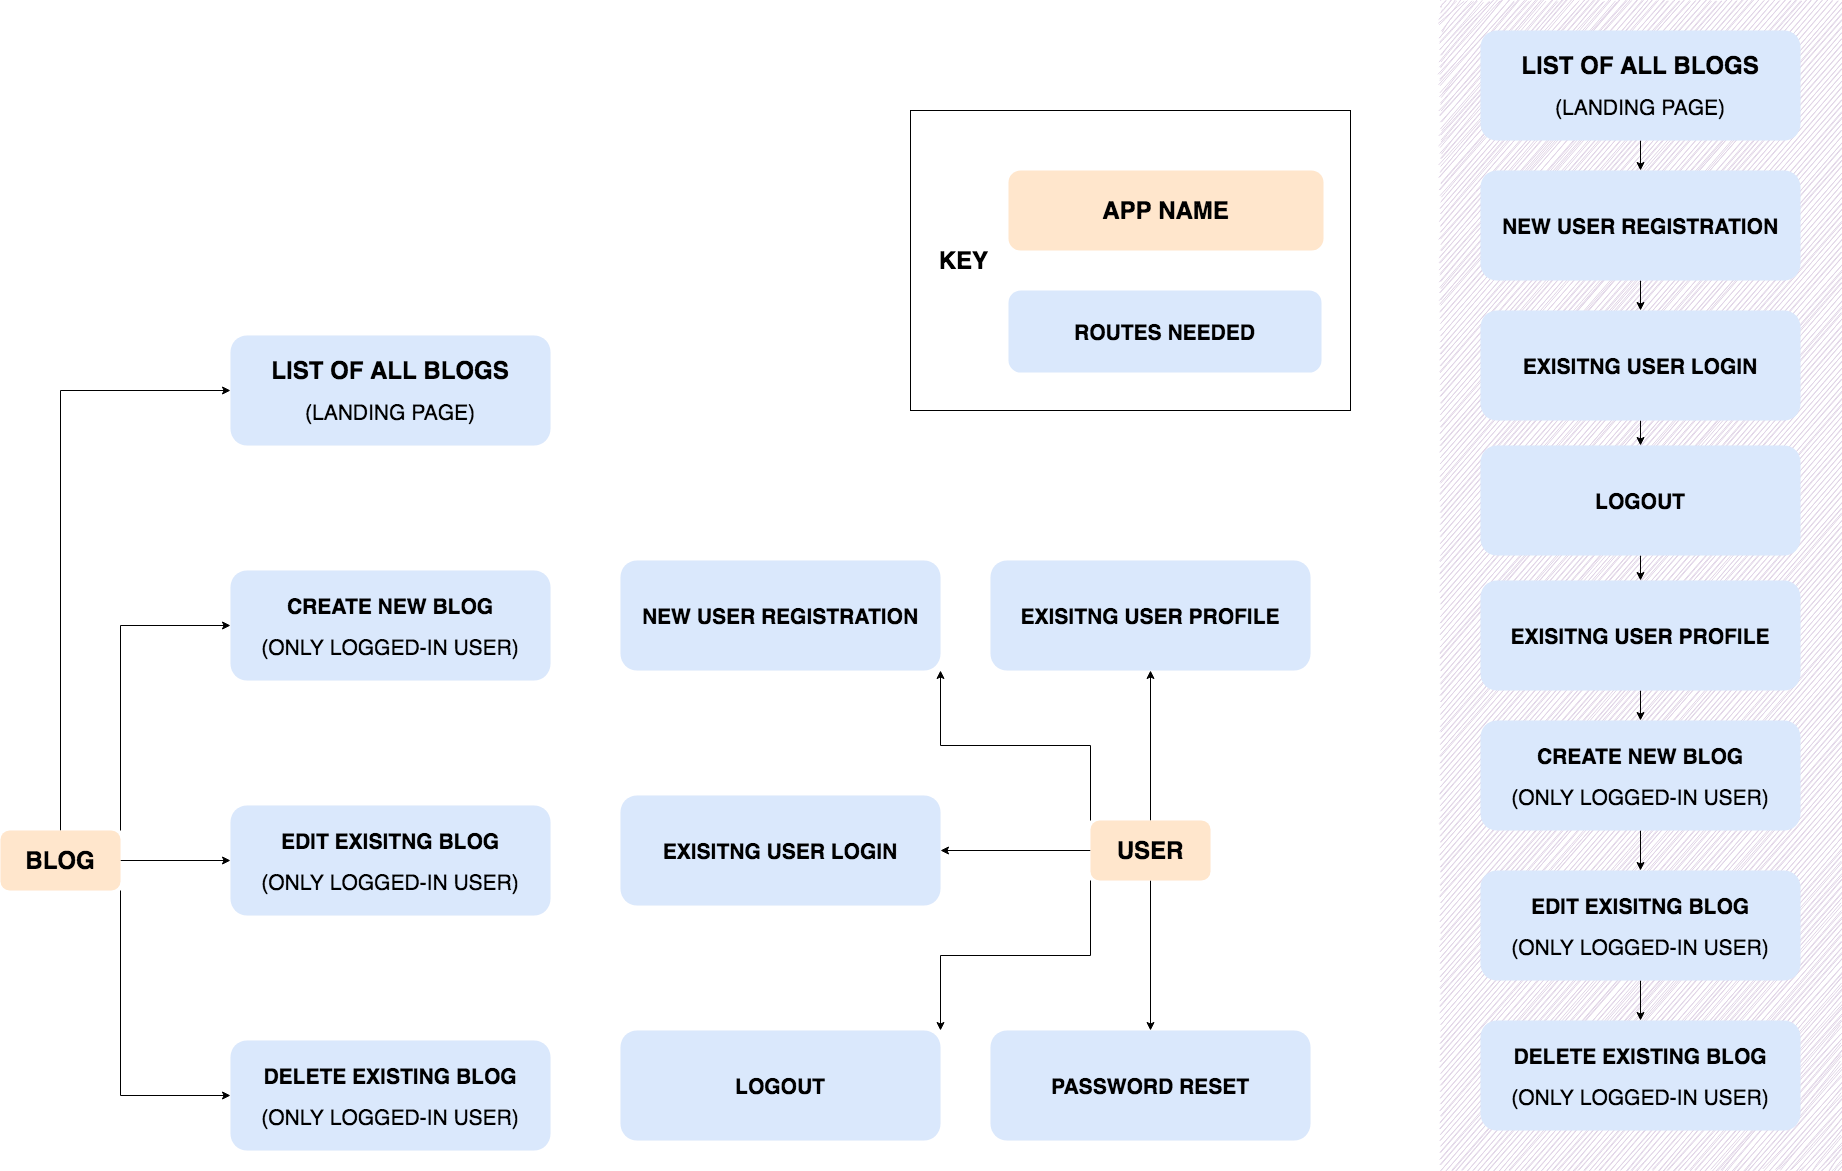 LIST OF ALL BLOGS
(LANDING PAGE)
CREATE NEW BLOG
(ONLY LOGGED-IN USER)
BLOG
EDIT EXISITNG BLOG
(ONLY LOGGED-IN USER)
DELETE EXISTING BLOG
(ONLY LOGGED-IN USER)
KEY
APP NAME
ROUTES NEEDED
NEW USER REGISTRATION
EXISITNG USER PROFILE
EXISITNG USER LOGIN
USER
LOGOUT
PASSWORD RESET
LIST OF ALL BLOGS
(LANDING PAGE)
NEW USER REGISTRATION
EXISITNG USER LOGIN
LOGOUT
EXISITNG USER PROFILE
CREATE NEW BLOG
(ONLY LOGGED-IN USER)
EDIT EXISITNG BLOG
(ONLY LOGGED-IN USER)
DELETE EXISTING BLOG
(ONLY LOGGED-IN USER)